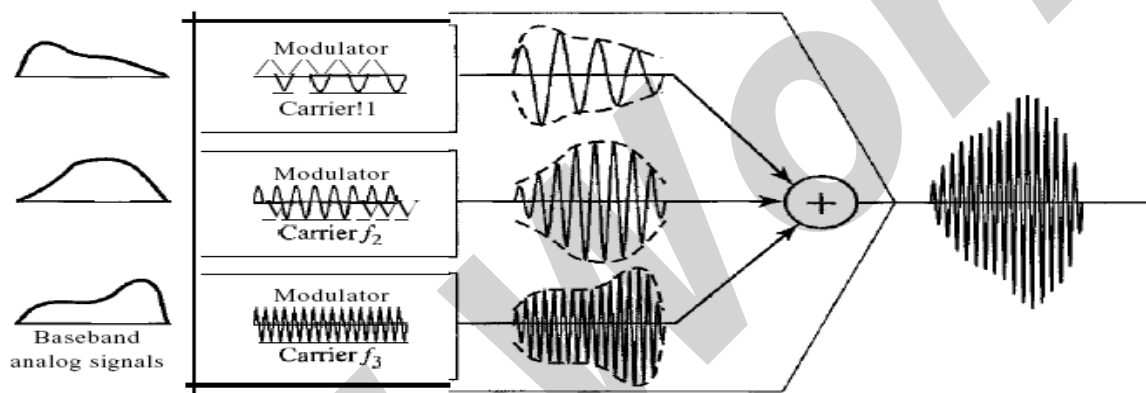 Modulator
Carrier!1
Modulator
Carrier f2
Modulator
Carrier f3
Baseband
analog signals
+